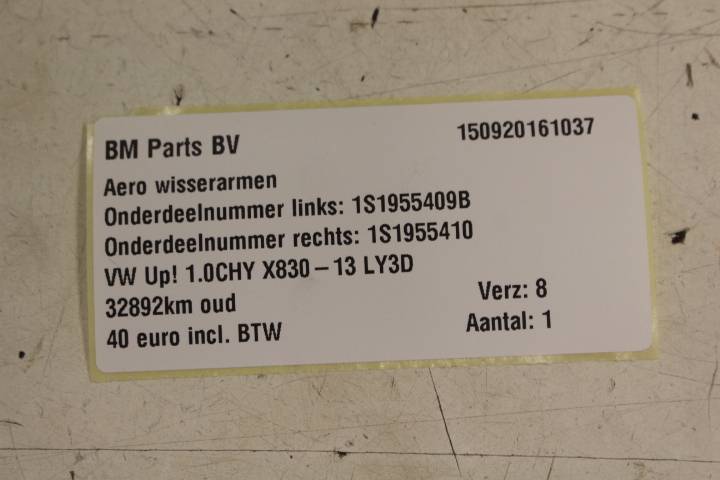 BM Parts BV 150920161037
Aero wisserarmen
Onderdeelnummer links: 1S1955409B
Onderdeelnummer rechts: 1S1955410
VW Up! 1.0CHY X830 – 13 LY3D
32892km oud Verz: 8
40 euro incl. BTW Aantal: 1